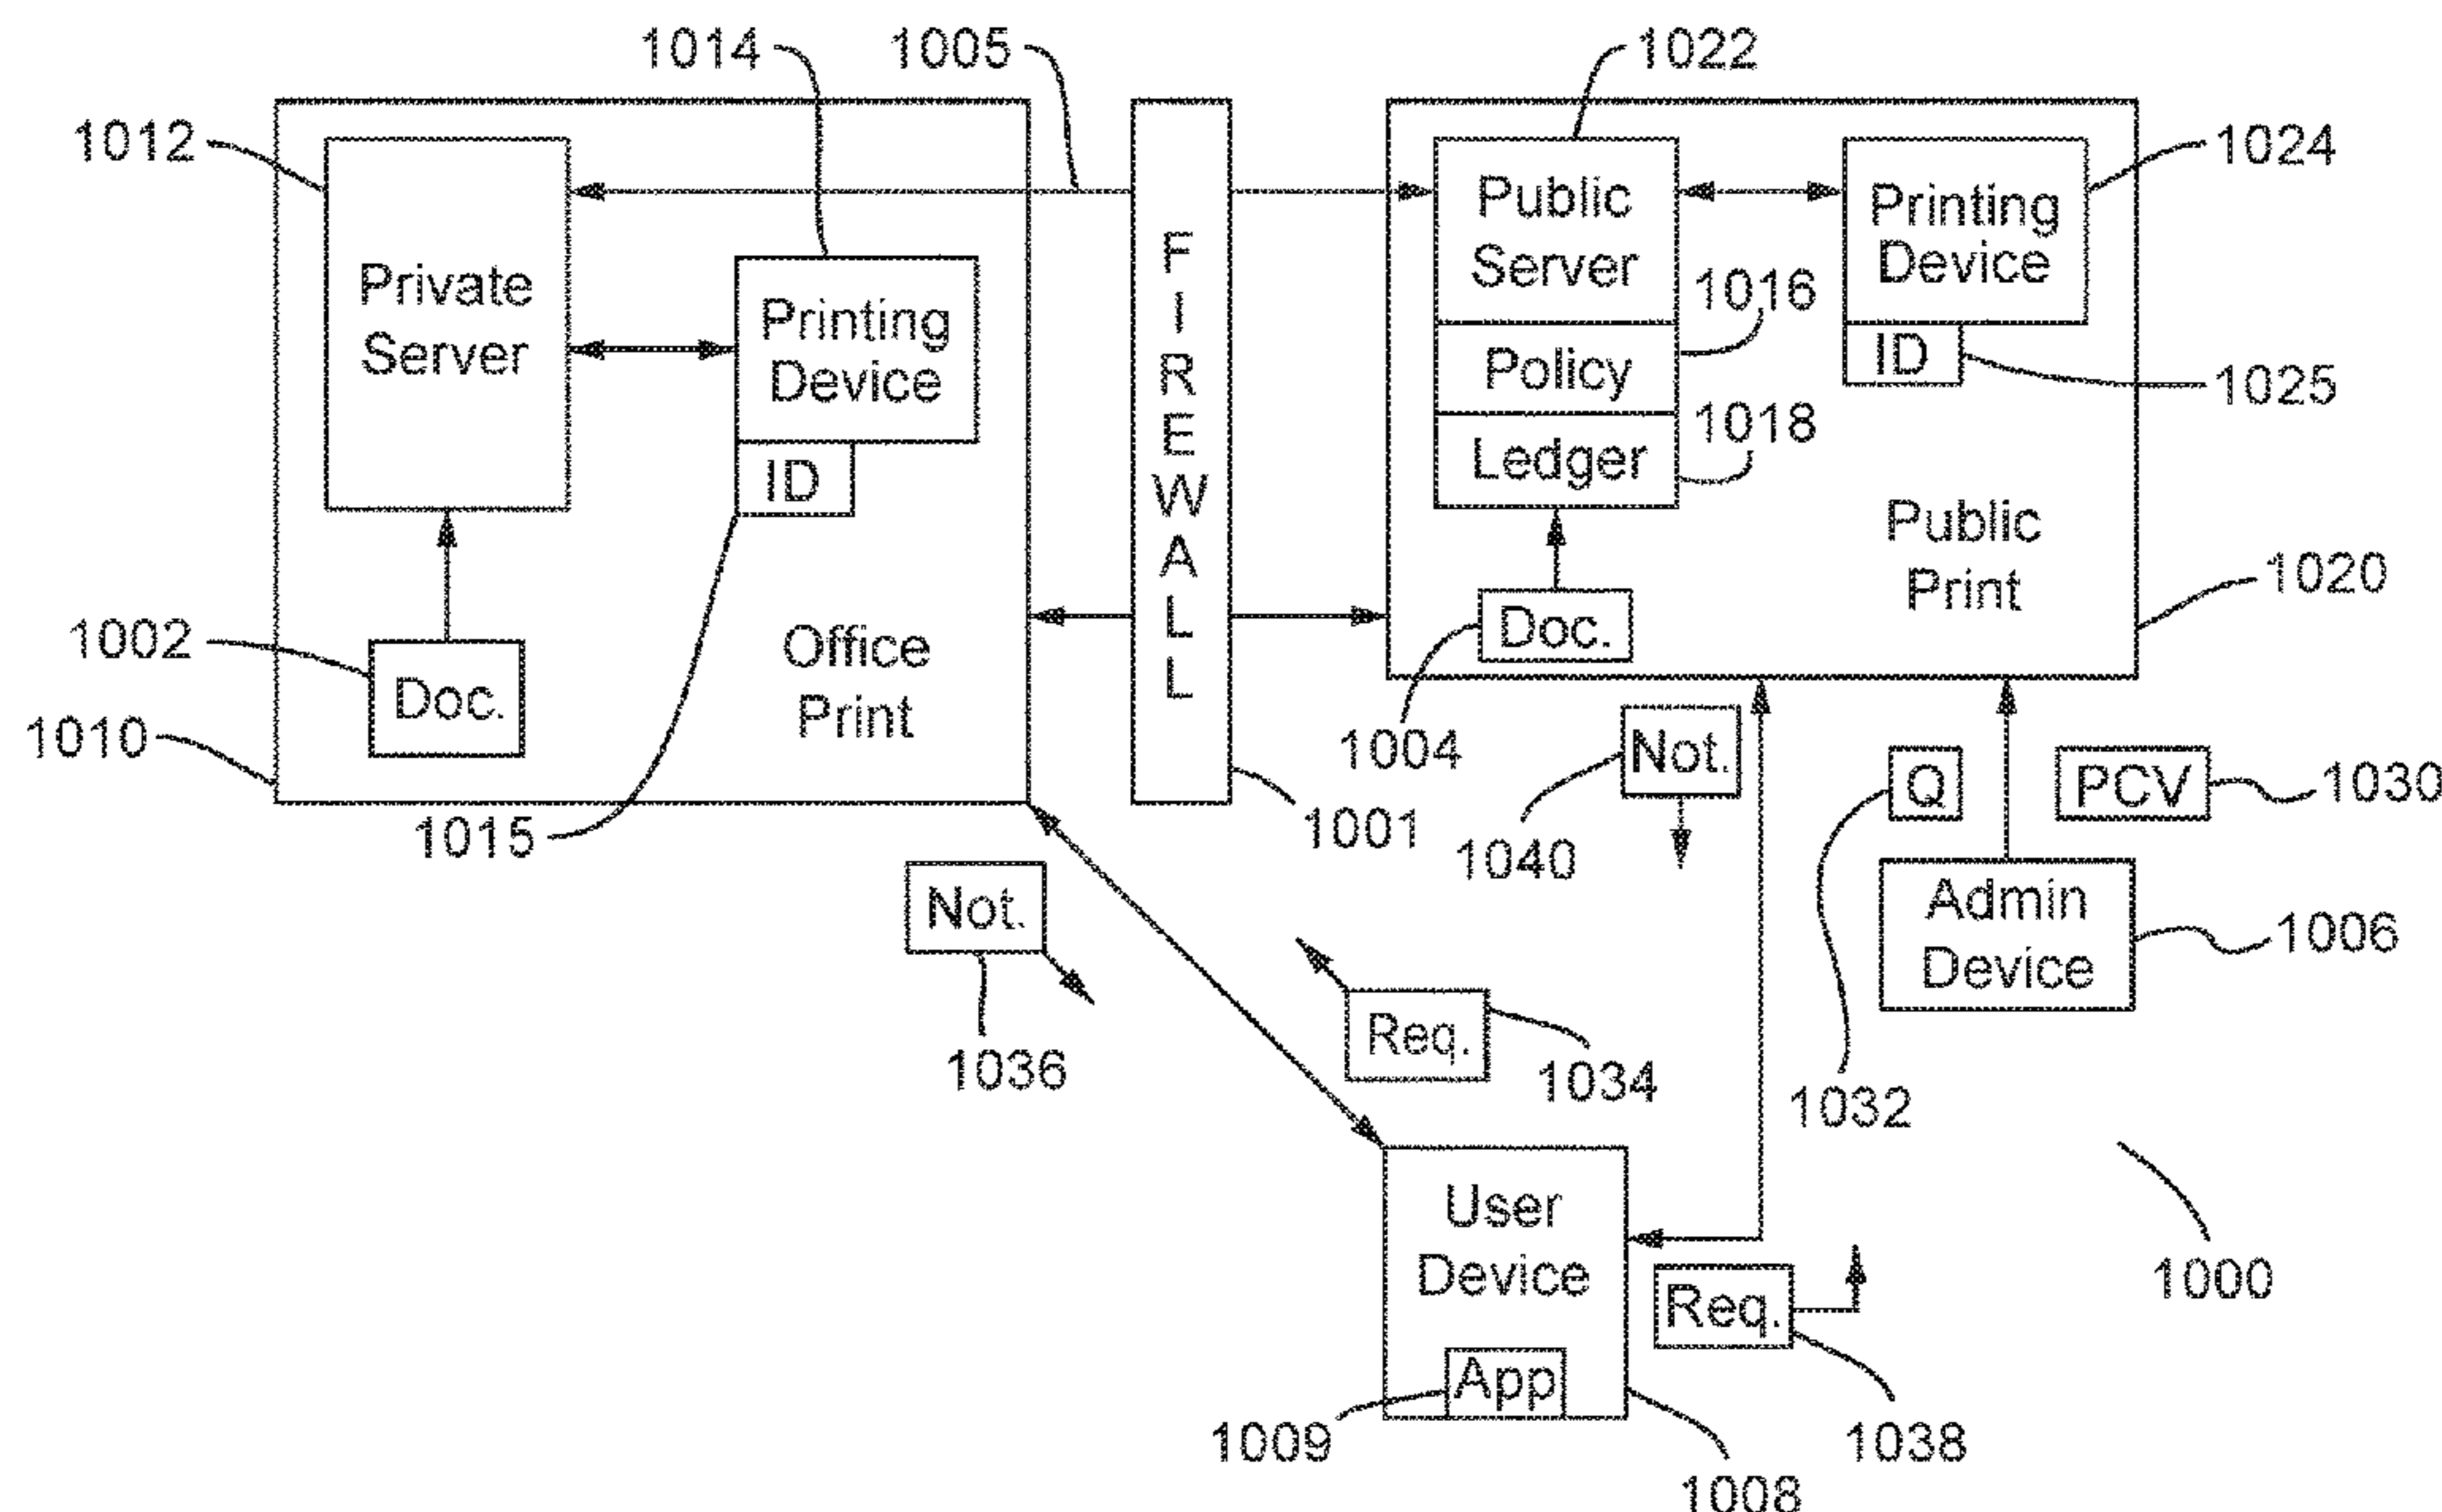 1014
1005
1022
1012
1024
Private
Server
Printing
Device
ID
FIREWALL
Public
Server
1016
Policy
1018
Ledger
Printing
Device
ID
1025
Public
Print
1020
1002
Doc.
Office
Print
1010
1015
1001
Doc.
1004
Not.
1040
Q
PCV
1030
Admin
Device
1006
Not.
1036
Req.
1034
1032
User
Device
App
1009
1008
Req.
1038
1000